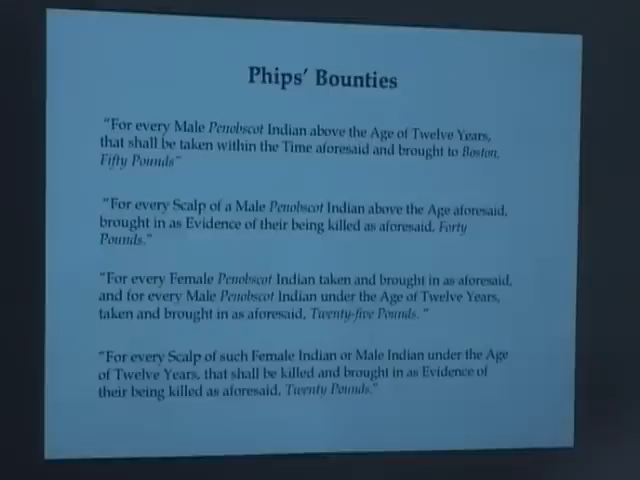 Phips' Bounties
"For every Male Penobscot Indian above the Age of Twelve Years,
that shall be taken within the Time aforesaid and brought to Boston,
Fifty Pounds"
"For every Scalp of a Male Penobscot Indian above the Age aforesaid,
brought in as Evidence of their being killed as aforesaid, Forty
Pounds."
"For every Female Penobscot Indian taken and brought in as aforesaid,
and for every Male Penobscot Indian under the Age of Twelve Years,
taken and brought in as aforesaid, Twenty-five Pounds. "
"For every Scalp of such Female Indian or Male Indian under the Age
of Twelve Years, that shall be killed and brought in as Evidence of
their being killed as aforesaid, Twenty Pounds."